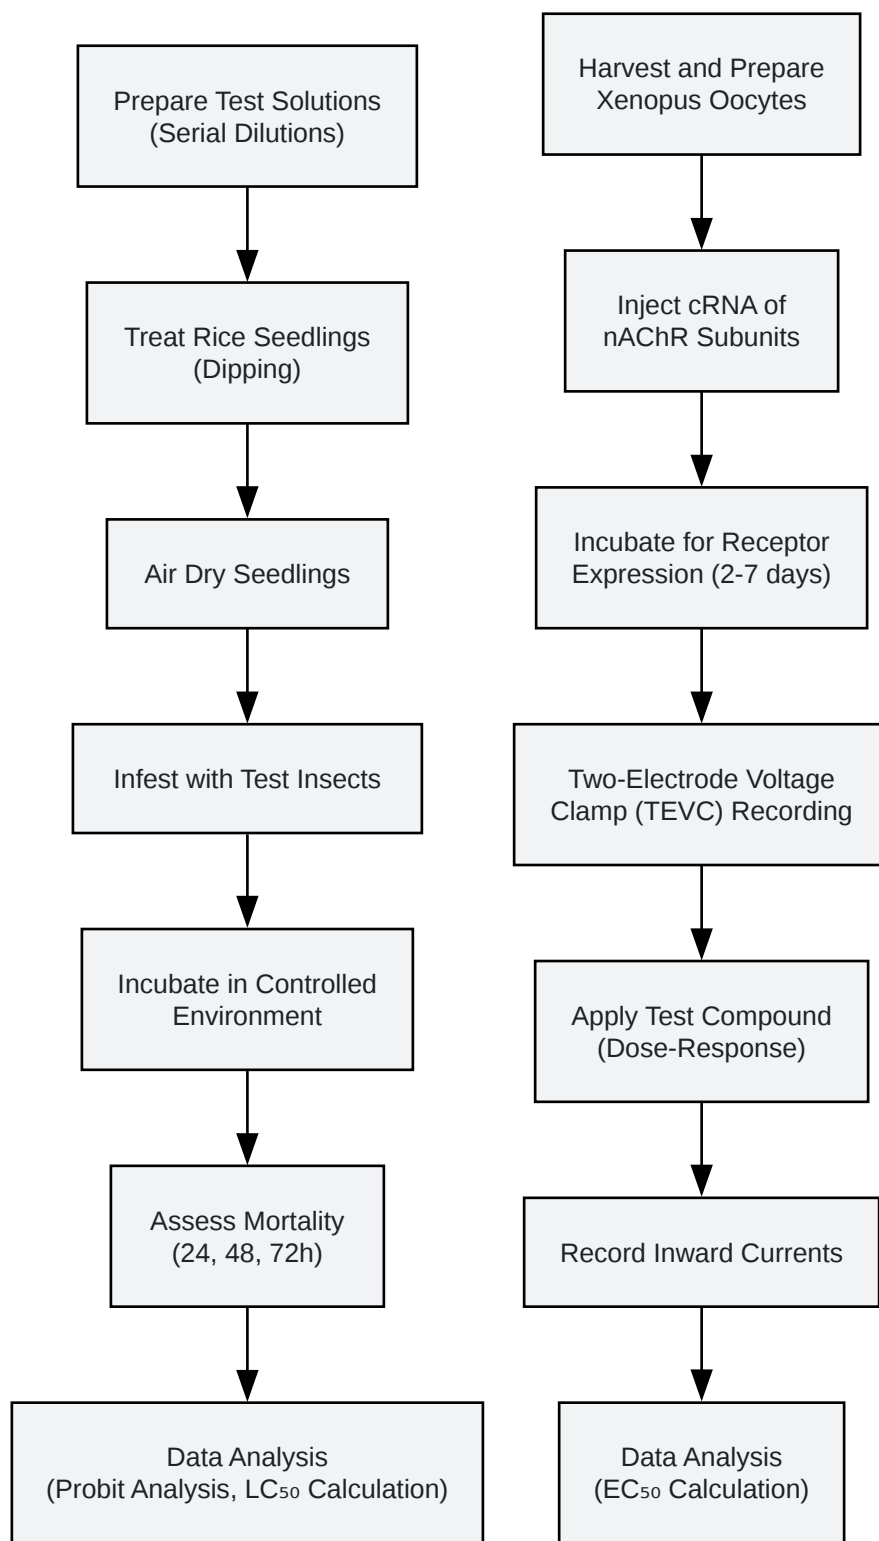 Prepare Test Solutions
(Serial Dilutions)
Treat Rice Seedlings
(Dipping)
Air Dry Seedlings
Infest with Test Insects
Incubate in Controlled
Environment
Assess Mortality
(24, 48, 72h)
Data Analysis
(Probit Analysis, LC₅₀ Calculation)
Harvest and Prepare
Xenopus Oocytes
Inject cRNA of
nAChR Subunits
Incubate for Receptor
Expression (2-7 days)
Two-Electrode Voltage
Clamp (TEVC) Recording
Apply Test Compound
(Dose-Response)
Record Inward Currents
Data Analysis
(EC₅₀ Calculation)